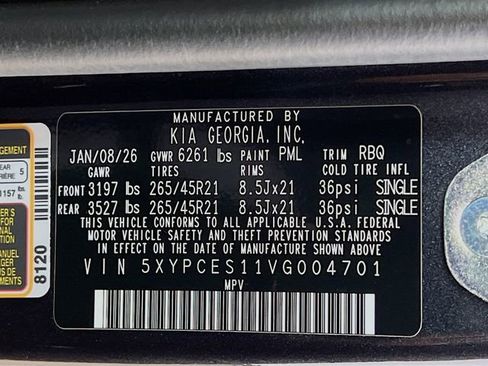 MANUFACTURED BY
KIA GEORGIA, INC.
JAN/08/26 GVWR 6261 lbs PAINT PML TRIM RBQ
GAWR TIRES RIMS COLD TIRE INFL
FRONT 3197 lbs 265/45R21 8.5Jx21 36psi SINGLE
REAR 3527 lbs 265/45R21 8.5Jx21 36psi SINGLE
THIS VEHICLE CONFORMS TO ALL APPLICABLE U.S.A. FEDERAL
MOTOR VEHICLE SAFETY AND THEFT PREVENTION STANDARDS
IN EFFECT ON THE DATE OF MANUFACTURE SHOWN ABOVE.
VIN 5XYPCES11VG004701
MPV
8120